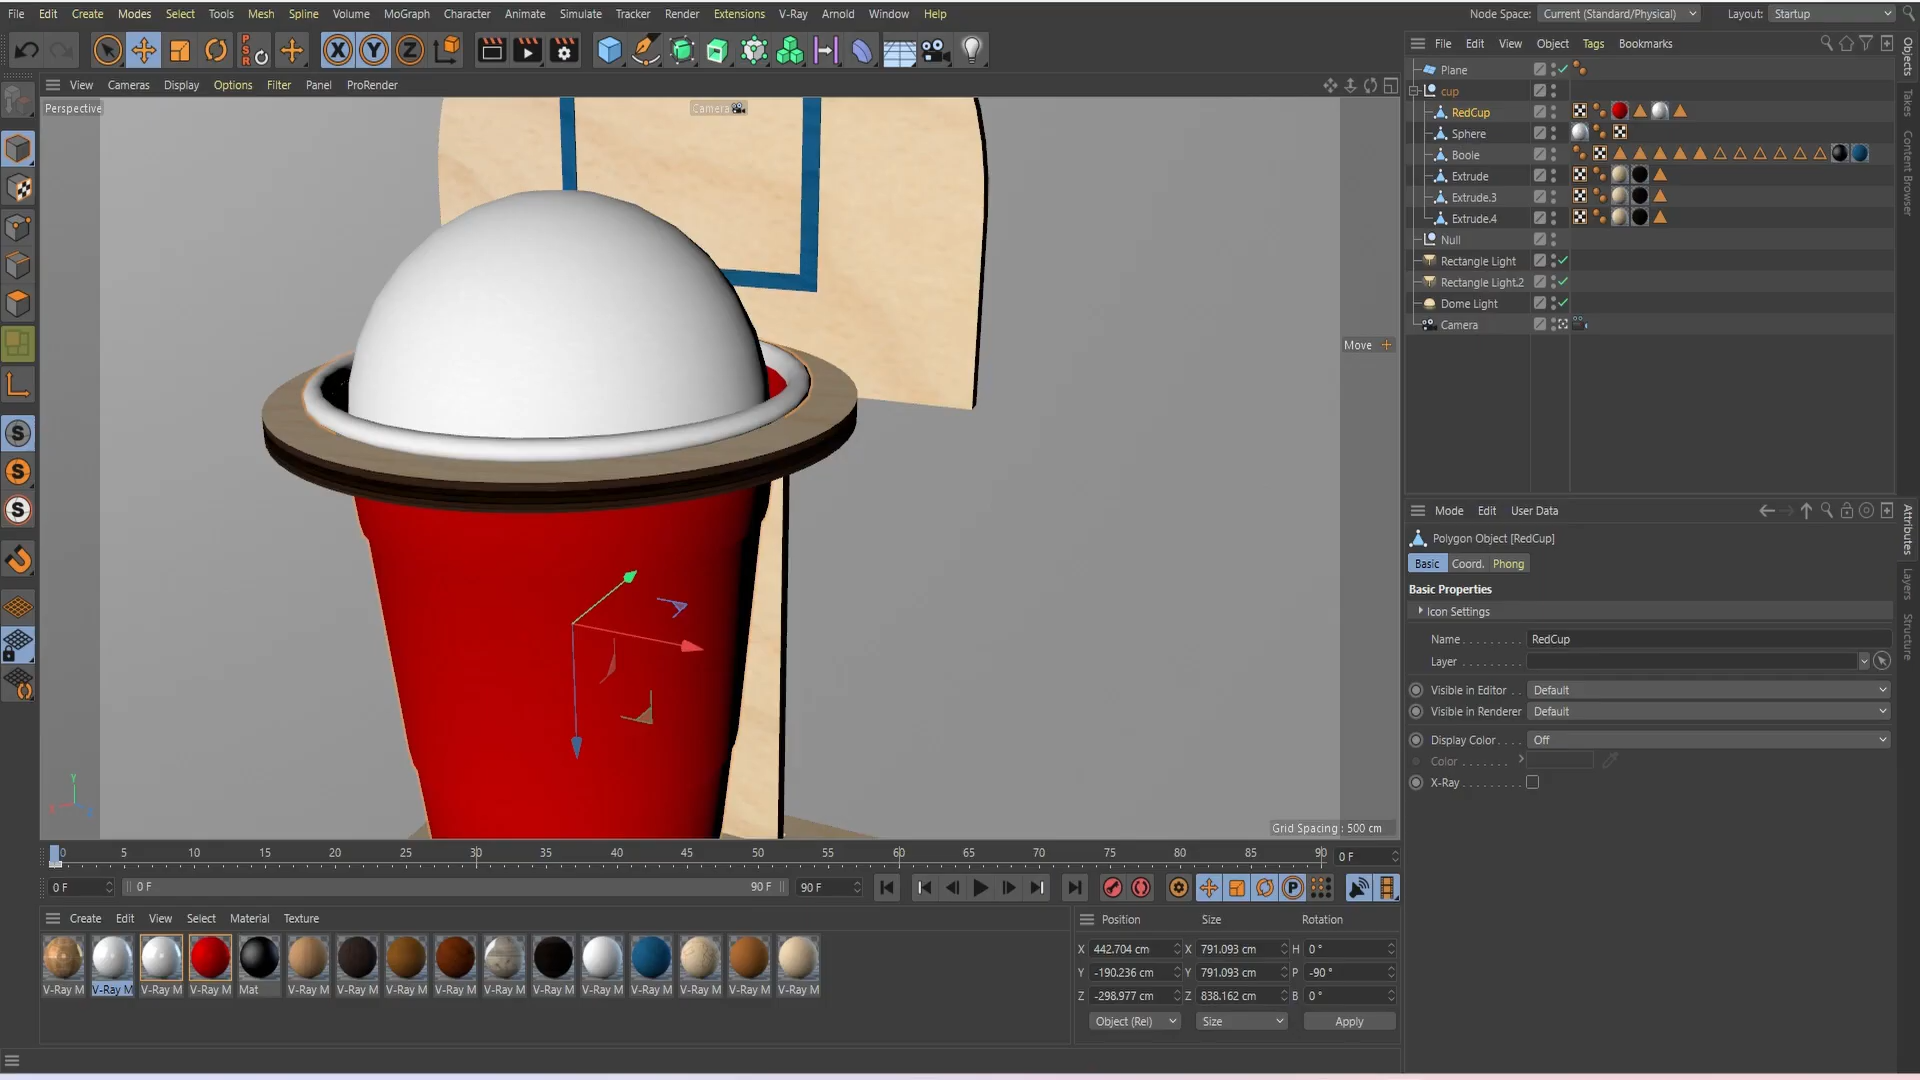 File Edit Create Modes Select Tools Mesh Spline Volume MoGraph Character Animate Simulate Tracker Render Extensions V-Ray Arnold Window Help Node Space: Current (Standard/Physical) Layout: Startup
File Edit View Object Tags Bookmarks
View Cameras Display Options Filter Panel ProRender
Perspective
Camera
Move
Grid Spacing : 500 cm
Plane
cup
RedCup
Sphere
Boole
Extrude
Extrude.3
Extrude.4
Null
Rectangle Light
Rectangle Light.2
Dome Light
Camera
Objects
Takes
Content Browser
Mode Edit User Data
Polygon Object [RedCup]
Basic Coord. Phong
Basic Properties
Icon Settings
Name RedCup
Layer
Visible in Editor Default
Visible in Renderer Default
Display Color Off
Color
X-Ray
Attributes
Layers
Structure
0 5 10 15 20 25 30 35 40 45 50 55 60 65 70 75 80 85 90 0 F
0 F 0 F 90 F 90 F
Create Edit View Select Material Texture
V-Ray M V-Ray M V-Ray M V-Ray M Mat V-Ray M V-Ray M V-Ray M V-Ray M V-Ray M V-Ray M V-Ray M V-Ray M V-Ray M V-Ray M V-Ray M
Position Size Rotation
X 442.704 cm X 791.093 cm H 0 °
Y -190.236 cm Y 791.093 cm P -90 °
Z -298.977 cm Z 838.162 cm B 0 °
Object (Rel) Size Apply